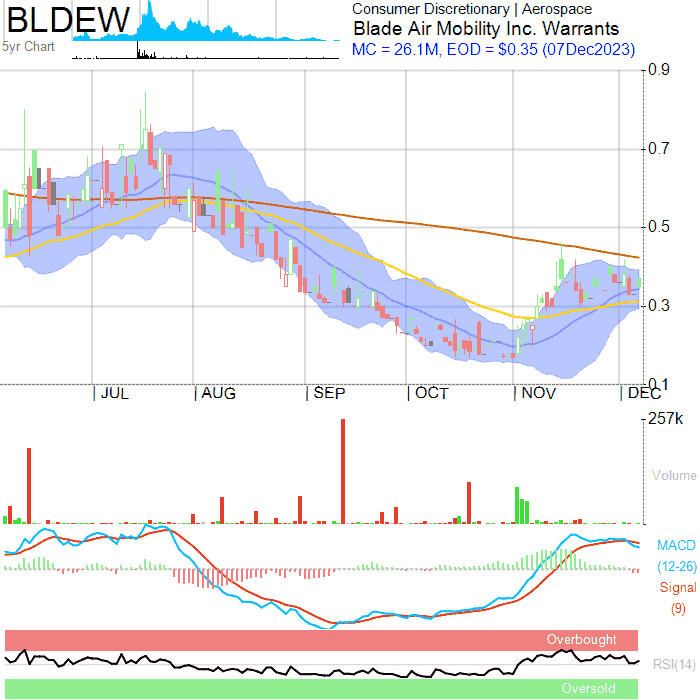 BLDEW
5yr Chart
Consumer Discretionary | Aerospace
Blade Air Mobility Inc. Warrants
MC = 26.1M, EOD = $0.35 (07Dec2023)
0.9
0.7
0.5
0.3
0.1
| JUL | AUG | SEP | OCT | NOV | DEC
257k
Volume
MACD
(12-26)
Signal
(9)
Overbought
RSI(14)
Oversold